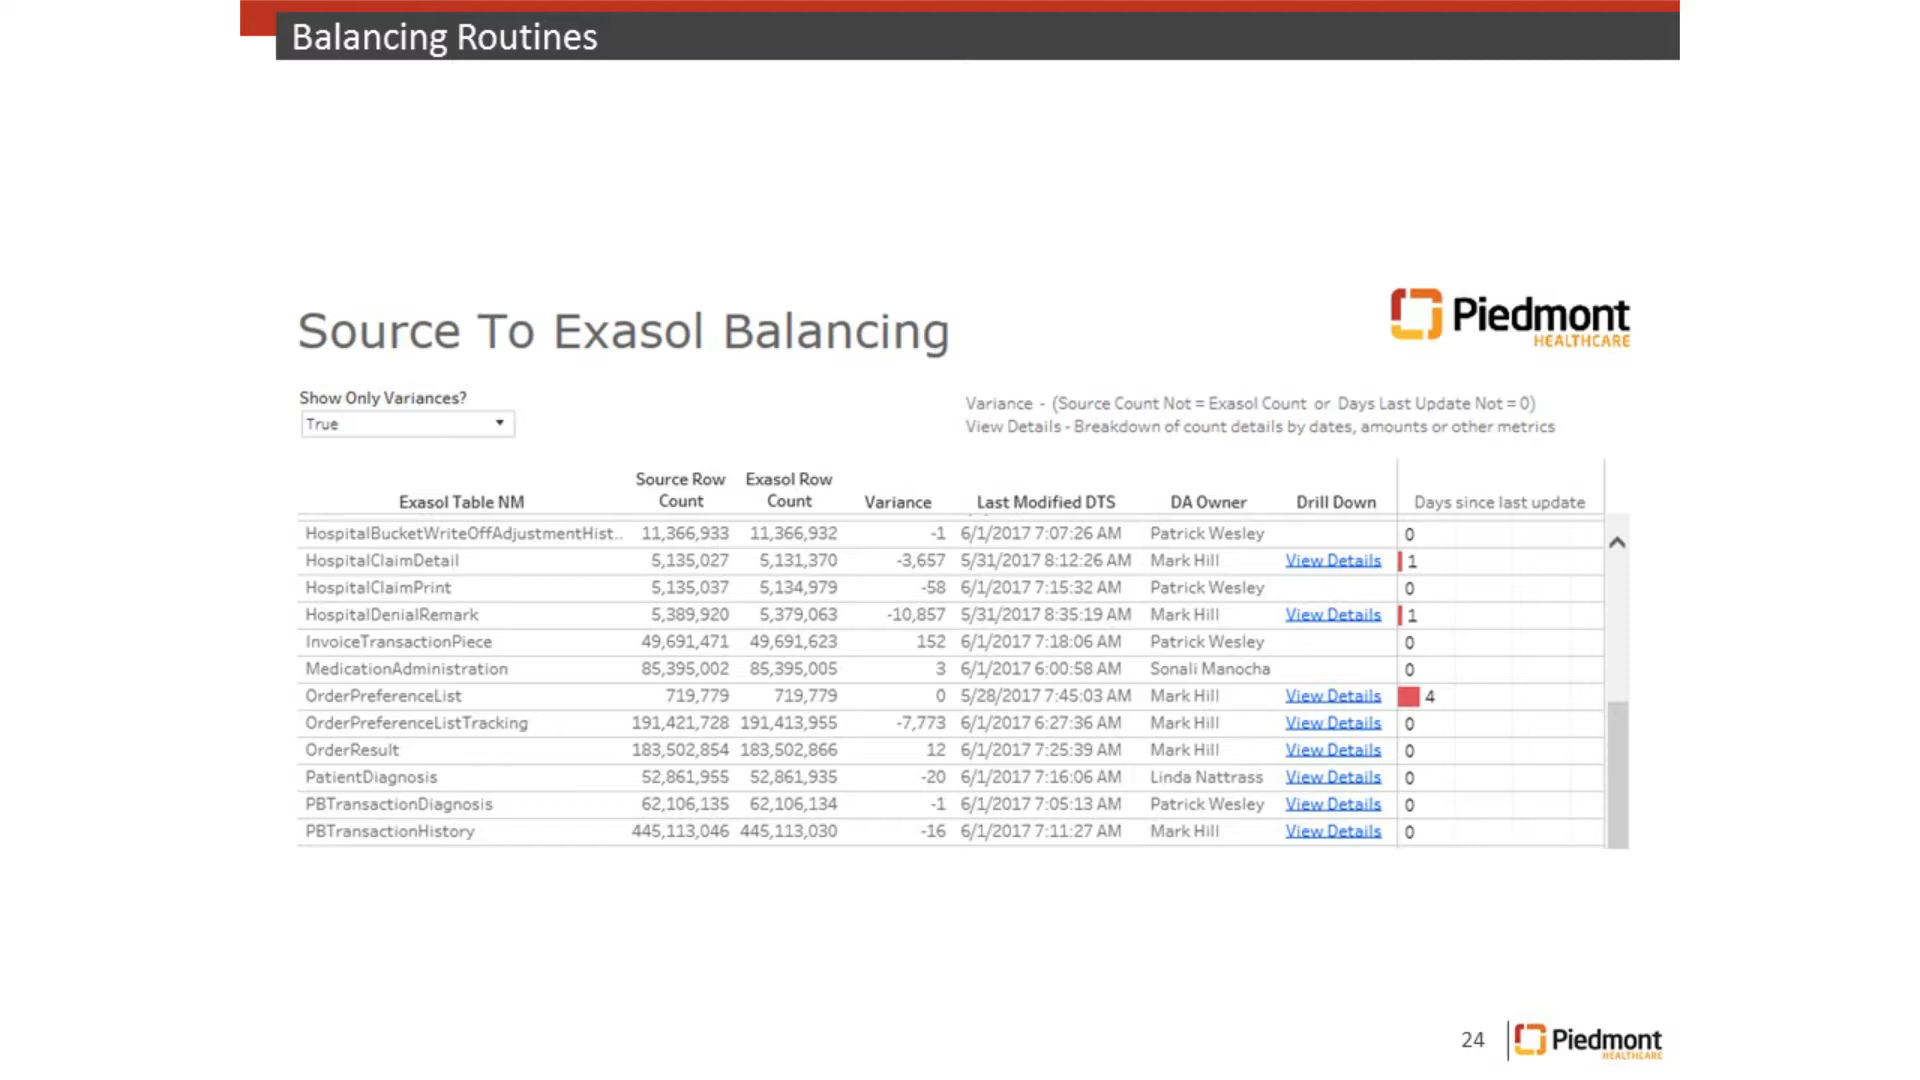 Balancing Routines
Piedmont
HEALTHCARE
Source To Exasol Balancing
Show Only Variances?
True
Variance - (Source Count Not = Exasol Count or Days Last Update Not = 0)
View Details - Breakdown of count details by dates, amounts or other metrics
Exasol Table NM Source Row Count Exasol Row Count Variance Last Modified DTS DA Owner Drill Down Days since last update
HospitalBucketWriteOffAdjustmentHist.. 11,366,933 11,366,932 -1 6/1/2017 7:07:26 AM Patrick Wesley 0
HospitalClaimDetail 5,135,027 5,131,370 -3,657 5/31/2017 8:12:26 AM Mark Hill View Details 1
HospitalClaimPrint 5,135,037 5,134,979 -58 6/1/2017 7:15:32 AM Patrick Wesley 0
HospitalDenialRemark 5,389,920 5,379,063 -10,857 5/31/2017 8:35:19 AM Mark Hill View Details 1
InvoiceTransactionPiece 49,691,471 49,691,623 152 6/1/2017 7:18:06 AM Patrick Wesley 0
MedicationAdministration 85,395,002 85,395,005 3 6/1/2017 6:00:58 AM Sonali Manocha 0
OrderPreferenceList 719,779 719,779 0 5/28/2017 7:45:03 AM Mark Hill View Details 4
OrderPreferenceListTracking 191,421,728 191,413,955 -7,773 6/1/2017 6:27:36 AM Mark Hill View Details 0
OrderResult 183,502,854 183,502,866 12 6/1/2017 7:25:39 AM Mark Hill View Details 0
PatientDiagnosis 52,861,955 52,861,935 -20 6/1/2017 7:16:06 AM Linda Nattrass View Details 0
PBTransactionDiagnosis 62,106,135 62,106,134 -1 6/1/2017 7:05:13 AM Patrick Wesley View Details 0
PBTransactionHistory 445,113,046 445,113,030 -16 6/1/2017 7:11:27 AM Mark Hill View Details 0
24
Piedmont
HEALTHCARE